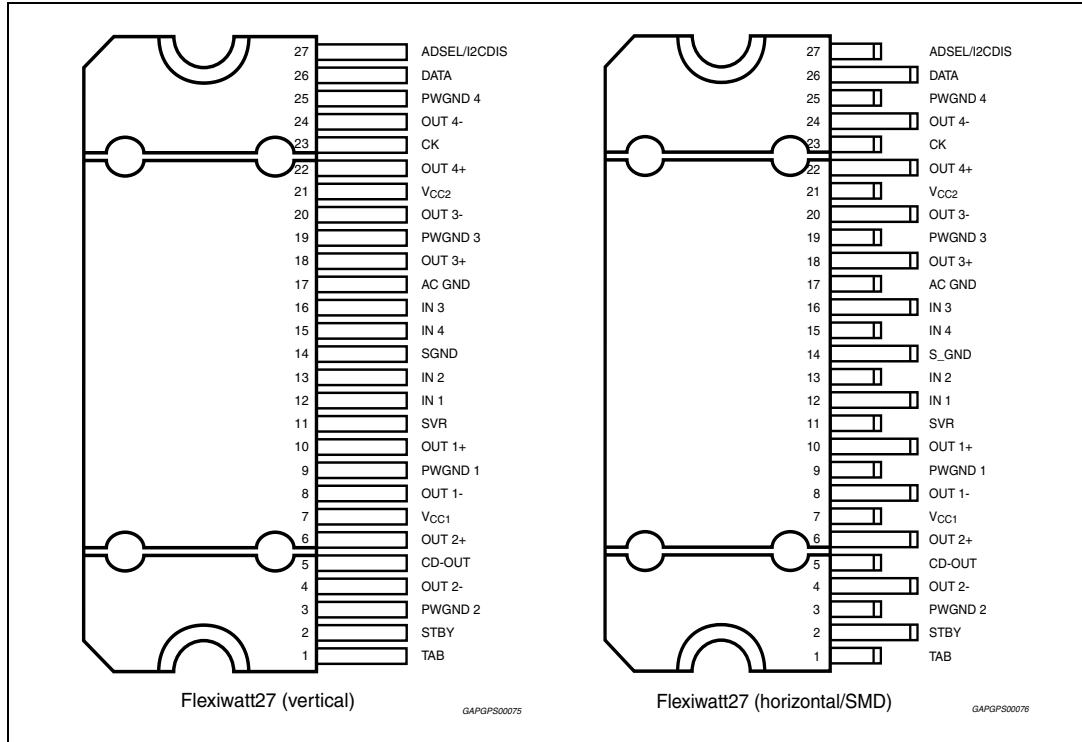 27 ADSEL/I2CDIS
26 DATA
25 PWGND 4
24 OUT 4-
23 CK
22 OUT 4+
21 VCC2
20 OUT 3-
19 PWGND 3
18 OUT 3+
17 AC GND
16 IN 3
15 IN 4
14 SGND
13 IN 2
12 IN 1
11 SVR
10 OUT 1+
9 PWGND 1
8 OUT 1-
7 VCC1
6 OUT 2+
5 CD-OUT
4 OUT 2-
3 PWGND 2
2 STBY
1 TAB
Flexiwatt27 (vertical)
GAPGPS00075
27 ADSEL/I2CDIS
26 DATA
25 PWGND 4
24 OUT 4-
23 CK
22 OUT 4+
21 VCC2
20 OUT 3-
19 PWGND 3
18 OUT 3+
17 AC GND
16 IN 3
15 IN 4
14 S_GND
13 IN 2
12 IN 1
11 SVR
10 OUT 1+
9 PWGND 1
8 OUT 1-
7 VCC1
6 OUT 2+
5 CD-OUT
4 OUT 2-
3 PWGND 2
2 STBY
1 TAB
Flexiwatt27 (horizontal/SMD)
GAPGPS00076